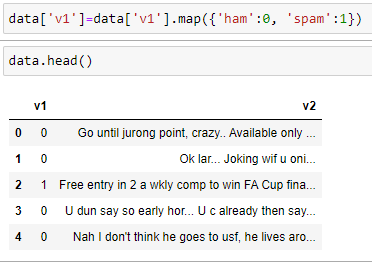 data['v1']=data['v1'].map({'ham':0, 'spam':1})
data.head()
v1 v2
0 0 Go until jurong point, crazy.. Available only ...
1 0 Ok lar... Joking wif u oni...
2 1 Free entry in 2 a wkly comp to win FA Cup fina...
3 0 U dun say so early hor... U c already then say...
4 0 Nah I don't think he goes to usf, he lives aro...